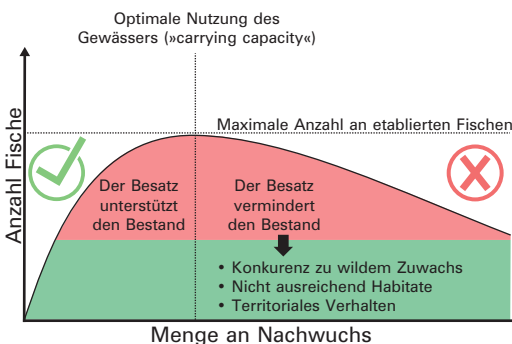 Optimale Nutzung des
Gewässers (»carrying capacity«)
Maximale Anzahl an etablierten Fischen
Anzahl Fische
Der Besatz
unterstützt
den Bestand
Der Besatz
vermindert
den Bestand
• Konkurenz zu wildem Zuwachs
• Nicht ausreichend Habitate
• Territoriales Verhalten
Menge an Nachwuchs